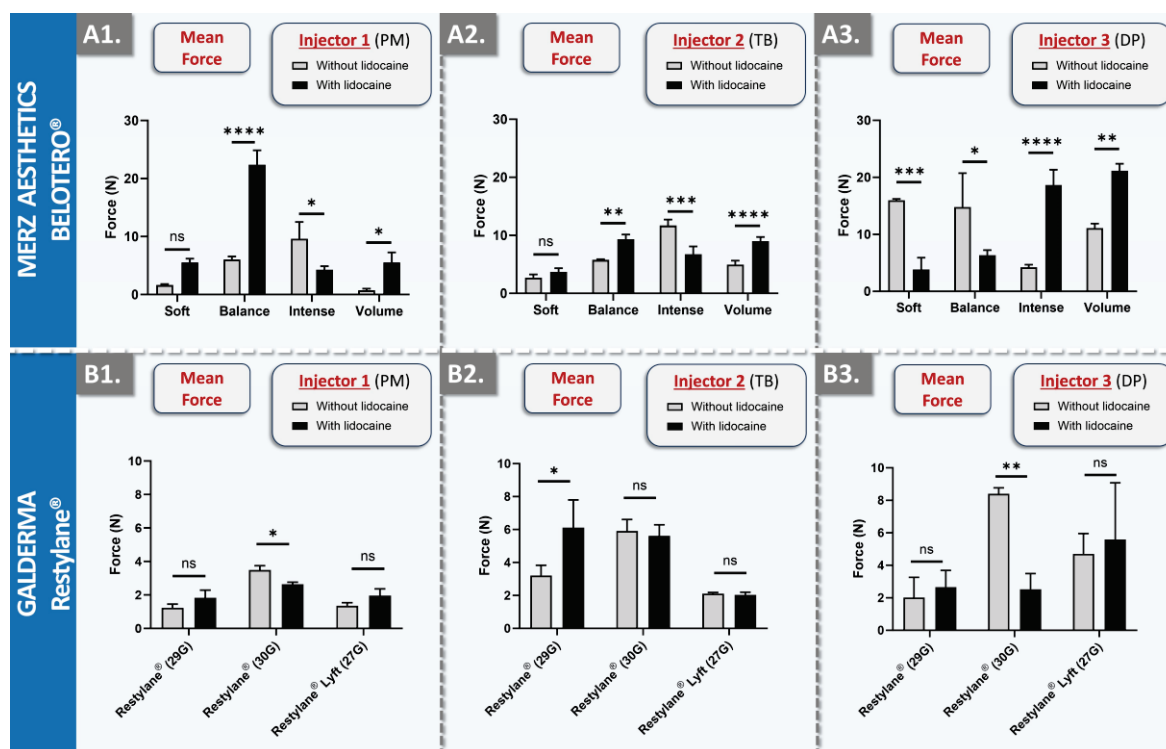 MERZ AESTHETICS
BELOTERO®
A1.
Mean
Force
Injector 1 (PM)
Without lidocaine
With lidocaine
Force (N)
30
20
10
0
ns
****
*
*
Soft
Balance
Intense
Volume
A2.
Mean
Force
Injector 2 (TB)
Without lidocaine
With lidocaine
Force (N)
30
20
10
0
ns
**
***
****
Soft
Balance
Intense
Volume
A3.
Mean
Force
Injector 3 (DP)
Without lidocaine
With lidocaine
Force (N)
30
20
10
0
***
*
****
**
Soft
Balance
Intense
Volume
GALDERMA
Restylane®
B1.
Mean
Force
Injector 1 (PM)
Without lidocaine
With lidocaine
Force (N)
10
8
6
4
2
0
ns
*
ns
Restylane® (29G)
Restylane® (30G)
Restylane® Lyft (27G)
B2.
Mean
Force
Injector 2 (TB)
Without lidocaine
With lidocaine
Force (N)
10
8
6
4
2
0
*
ns
ns
Restylane® (29G)
Restylane® (30G)
Restylane® Lyft (27G)
B3.
Mean
Force
Injector 3 (DP)
Without lidocaine
With lidocaine
Force (N)
10
8
6
4
2
0
ns
**
ns
Restylane® (29G)
Restylane® (30G)
Restylane® Lyft (27G)